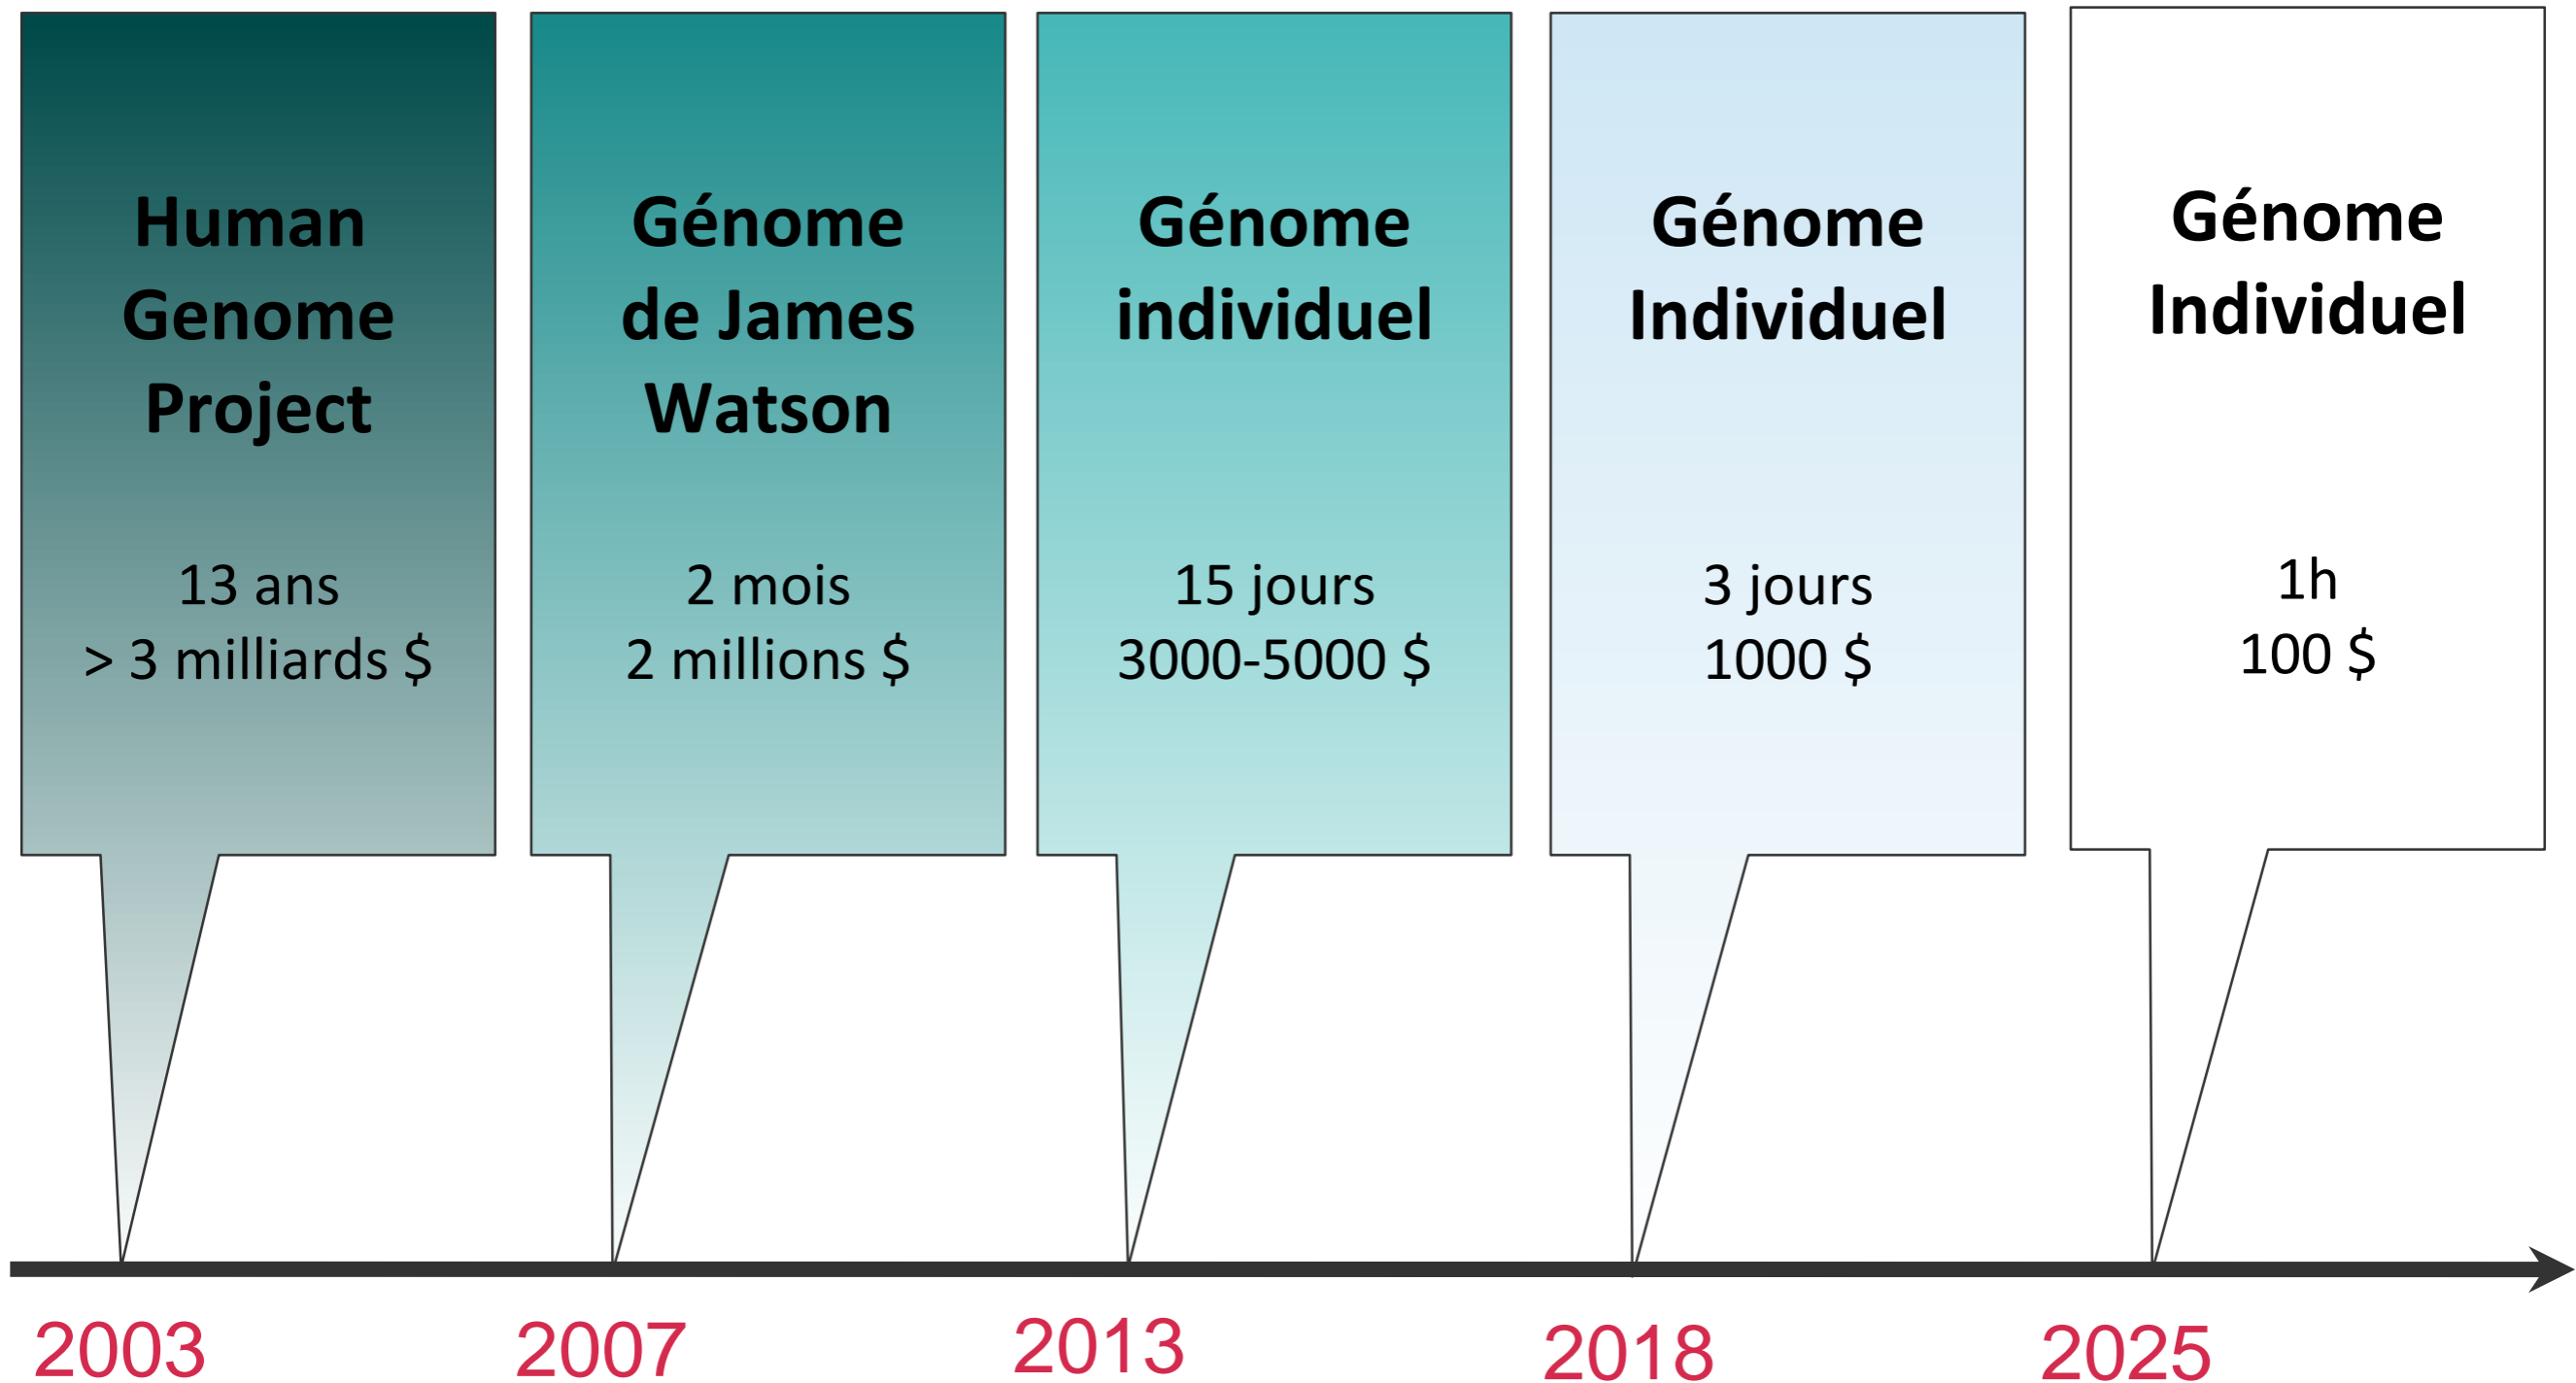 Human
Genome
Project
13 ans
> 3 milliards $
Génome
de James
Watson
2 mois
2 millions $
Génome
individuel
15 jours
3000-5000 $
Génome
Individuel
3 jours
1000 $
Génome
Individuel
1h
100 $
2003
2007
2013
2018
2025